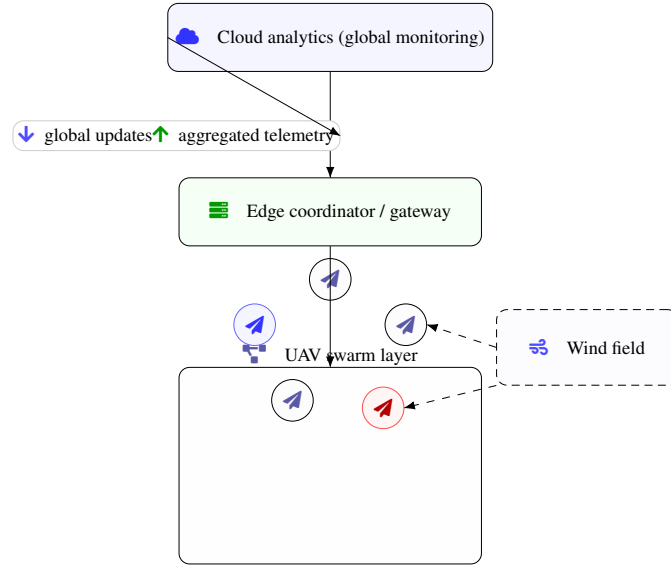 Cloud analytics (global monitoring)
global updates aggregated telemetry
Edge coordinator / gateway
UAV swarm layer
Wind field